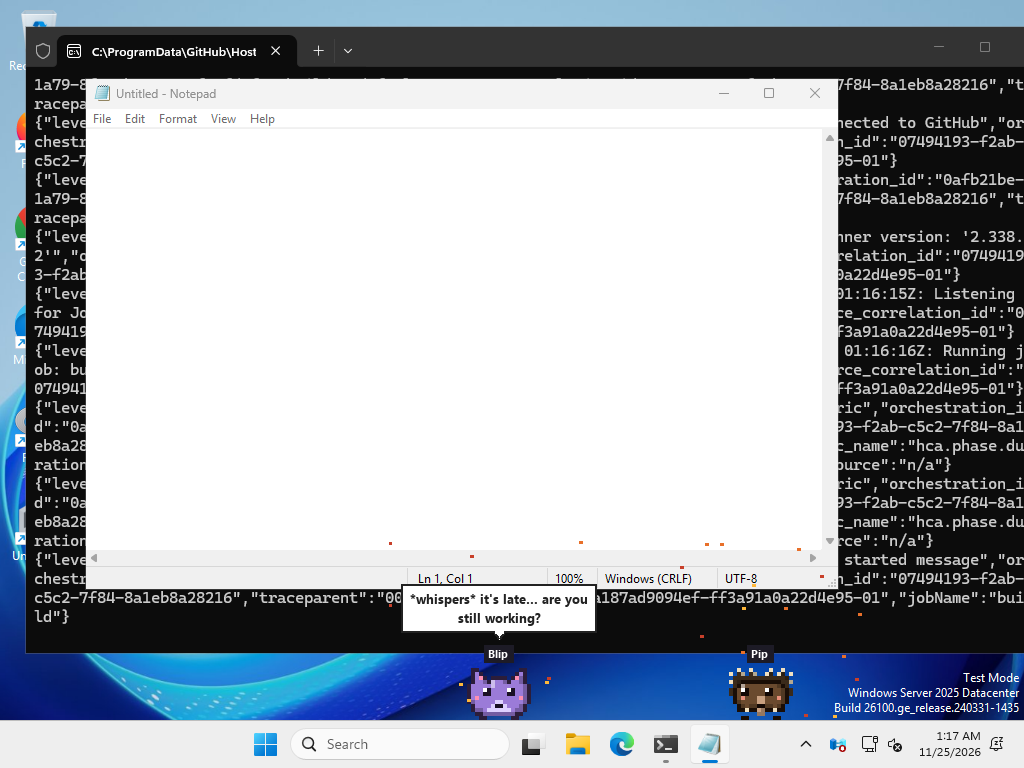 C:\ProgramData\GitHub\Host
1a79-8
7f84-8a1eb8a28216","t
Untitled - Notepad
racepa
File Edit Format View Help
{"leve
nected to GitHub","or
chestr
n_id":"07494193-f2ab-
c5c2-7
95-01"}
{"leve
ration_id":"0afb21be-
1a79-8
7f84-8a1eb8a28216","t
racepa
{"leve
nner version: '2.338.
2'","o
relation_id":"0749419
3-f2ab
0a22d4e95-01"}
{"leve
01:16:15Z: Listening
for Jo
ce_correlation_id":"0
749419
ff3a91a0a22d4e95-01"}
{"leve
01:16:16Z: Running j
ob: bu
rce_correlation_id":"
074941
ff3a91a0a22d4e95-01"}
{"leve
ric","orchestration_i
d":"0a
93-f2ab-c5c2-7f84-8a1
eb8a28
c_name":"hca.phase.du
ration
ource":"n/a"}
{"leve
ric","orchestration_i
d":"0a
93-f2ab-c5c2-7f84-8a1
eb8a28
c_name":"hca.phase.du
ration
rce":"n/a"}
{"leve
started message","or
chestr
n_id":"07494193-f2ab-
Ln 1, Col 1 100% Windows (CRLF) UTF-8
c5c2-7f84-8a1eb8a28216","traceparent":"00
a187ad9094ef-ff3a91a0a22d4e95-01","jobName":"bui
ld"}
*whispers* it's late... are you
still working?
Blip
Pip
Test Mode
Windows Server 2025 Datacenter
Build 26100.ge_release.240331-1435
Search
1:17 AM
11/25/2026